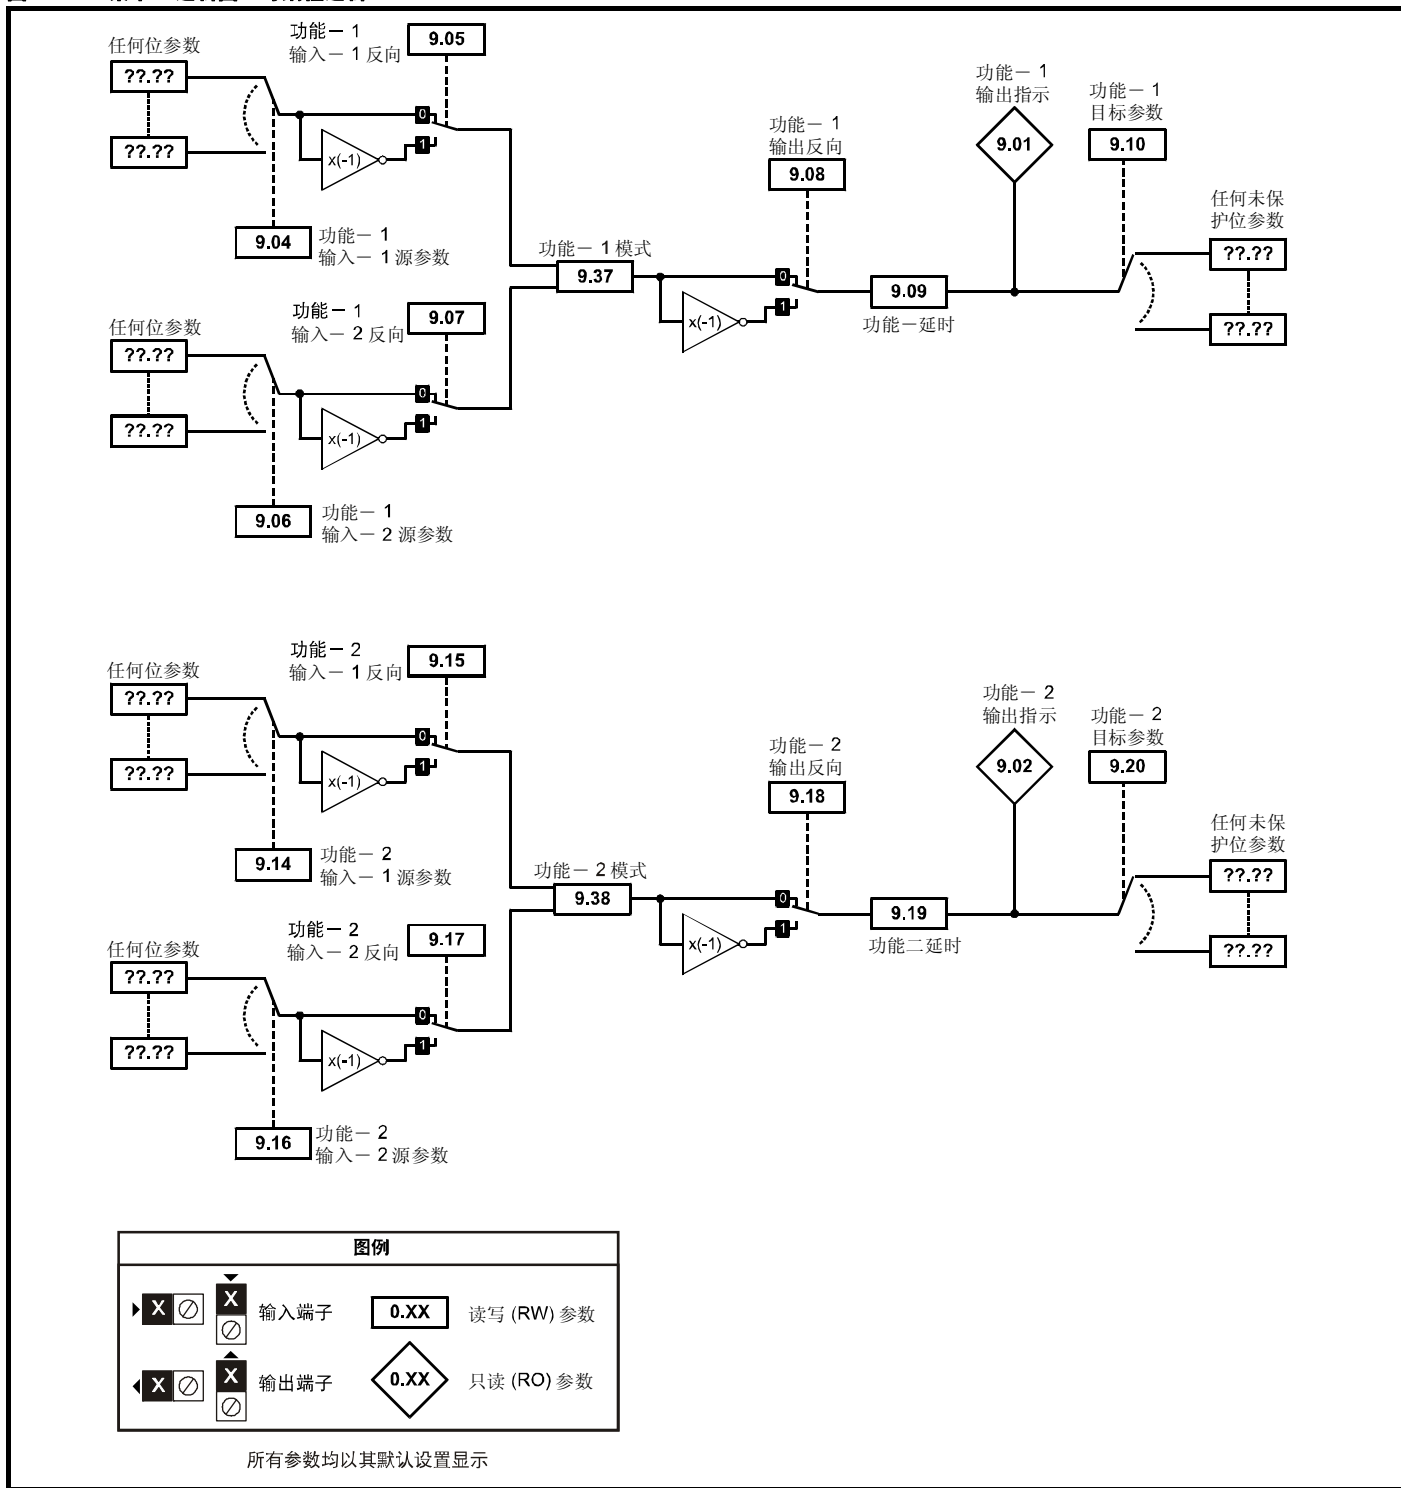 任何位参数
??.??
??.??
功能－1
输入－1反向
9.05
0
1
x(-1)
9.04
功能－1
输入－1源参数
任何位参数
??.??
??.??
功能－1
输入－2反向
9.07
0
1
x(-1)
9.06
功能－1
输入－2源参数
功能－1模式
9.37
x(-1)
功能－1
输出反向
9.08
0
1
9.09
功能－延时
功能－1
输出指示
9.01
功能－1
目标参数
9.10
任何未保
护位参数
??.??
??.??
任何位参数
??.??
??.??
功能－2
输入－1反向
9.15
0
1
x(-1)
9.14
功能－2
输入－1源参数
任何位参数
??.??
??.??
功能－2
输入－2反向
9.17
0
1
x(-1)
9.16
功能－2
输入－2源参数
功能－2模式
9.38
x(-1)
功能－2
输出反向
9.18
0
1
9.19
功能二延时
功能－2
输出指示
9.02
功能－2
目标参数
9.20
任何未保
护位参数
??.??
??.??
图例
X
X
输入端子
0.XX
读写 (RW) 参数
X
X
输出端子
0.XX
只读 (RO) 参数
所有参数均以其默认设置显示